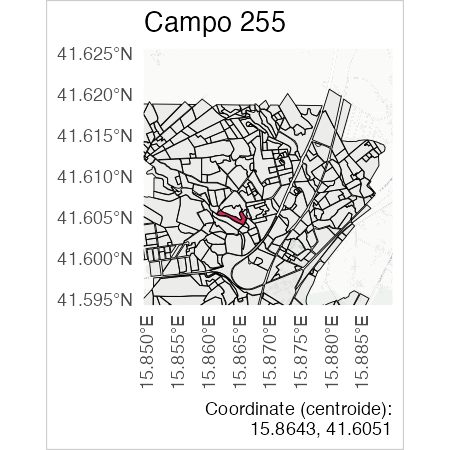 Campo 255
41.625°N
41.620°N
41.615°N
41.610°N
41.605°N
41.600°N
41.595°N
15.850°E
15.855°E
15.860°E
15.865°E
15.870°E
15.875°E
15.880°E
15.885°E
Coordinate (centroide):
15.8643, 41.6051